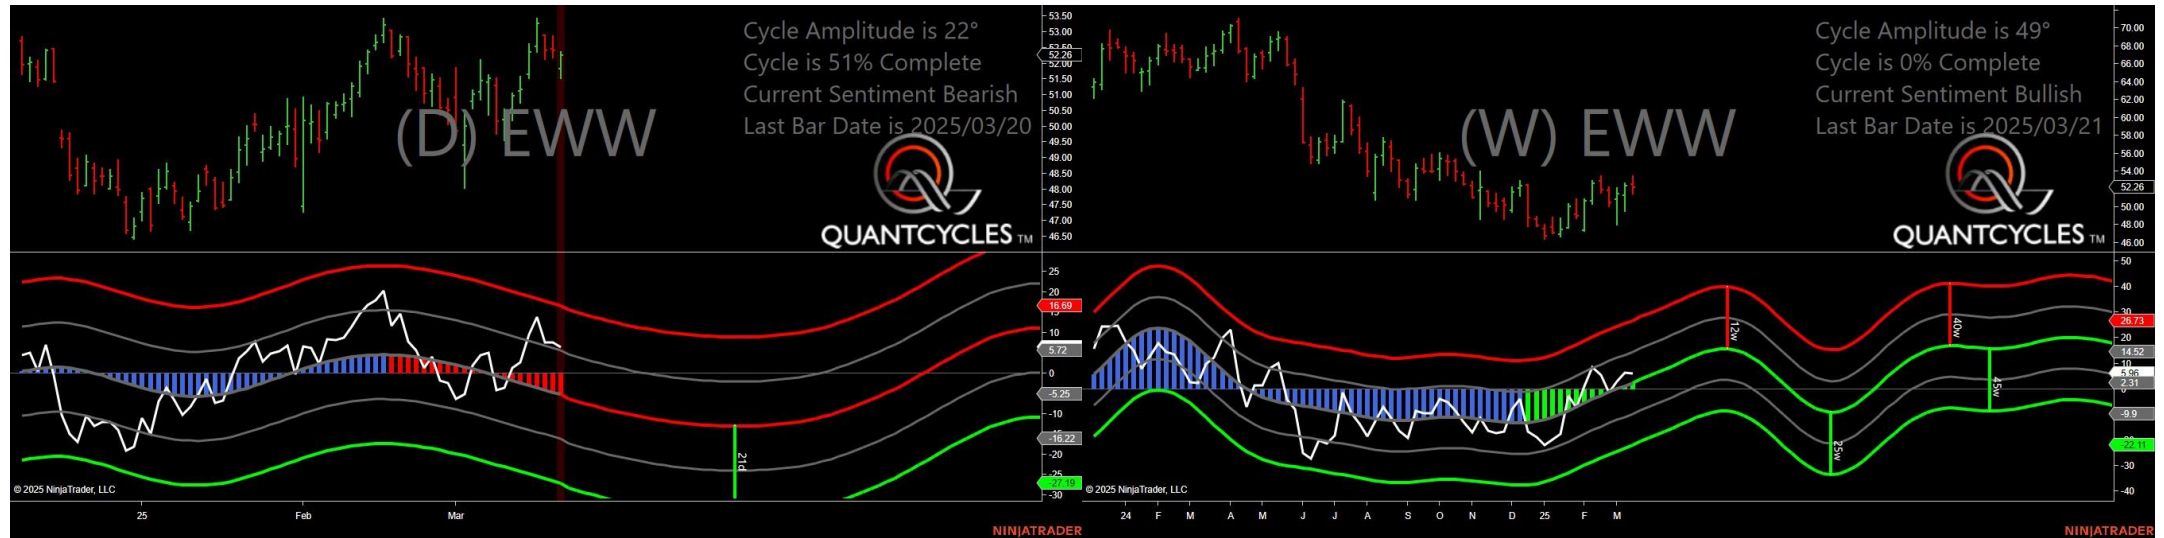 Cycle Amplitude is 22°
Cycle is 51% Complete
Current Sentiment Bearish
Last Bar Date is 2025/03/20
(D) EWW
QUANTCYCLES TM
53.50
53.00
52.26
52.00
51.50
51.00
50.50
50.00
49.50
49.00
48.50
48.00
47.50
47.00
46.50
25
20
16.69
10
5.72
0
-5.25
-10
-16.22
-20
-25
-27.19
-30
21d
© 2025 NinjaTrader, LLC
25 Feb Mar
NINJATRADER
Cycle Amplitude is 49°
Cycle is 0% Complete
Current Sentiment Bullish
Last Bar Date is 2025/03/21
(W) EWW
QUANTCYCLES TM
70.00
68.00
66.00
64.00
62.00
60.00
58.00
56.00
54.00
52.26
50.00
48.00
46.00
50
40
30
26.73
20
14.52
10
5.96
2.31
-9.9
-22.11
-30
-40
12w
25w
40w
45w
© 2025 NinjaTrader, LLC
24 F M A M J J A S O N D 25 F M
NINJATRADER